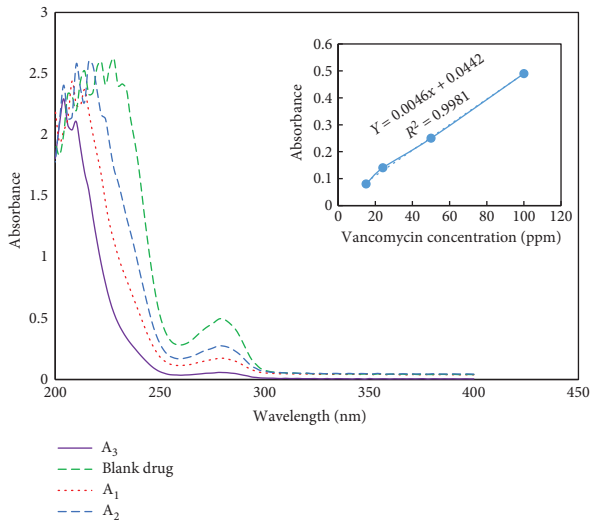 3
2.5
2
1.5
1
0.5
0
Absorbance
200
250
300
350
400
450
Wavelength (nm)
0.6
0.5
0.4
0.3
0.2
0.1
0
Absorbance
Y = 0.0046x + 0.0442
R² = 0.9981
0
20
40
60
80
100
120
Vancomycin concentration (ppm)
A₃
Blank drug
A₁
A₂